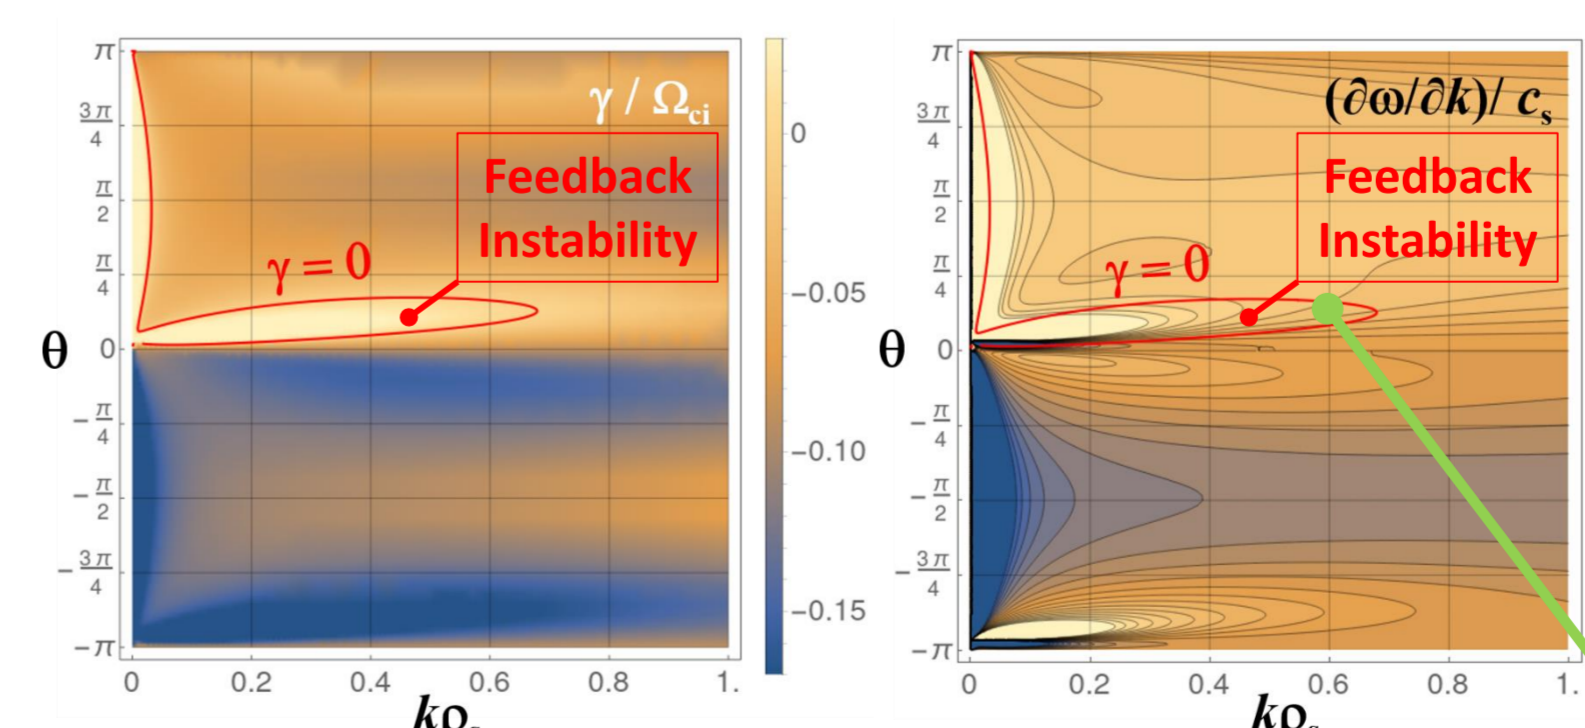 π
3π
4
π
2
π
4
θ
0
− π
4
− π
2
− 3π
4
−π
γ / Ωci
Feedback
Instability
γ = 0
0 0.2 0.4 0.6 0.8 1.
kρs
0
−0.05
−0.10
−0.15
π
3π
4
π
2
π
4
θ
0
− π
4
− π
2
− 3π
4
−π
(∂ω/∂k)/ cs
Feedback
Instability
γ = 0
0 0.2 0.4 0.6 0.8 1.
kρs